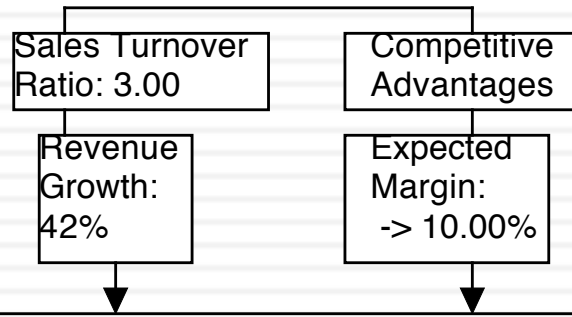 Sales Turnover
Ratio: 3.00
Competitive
Advantages
Revenue
Growth:
42%
Expected
Margin:
-> 10.00%